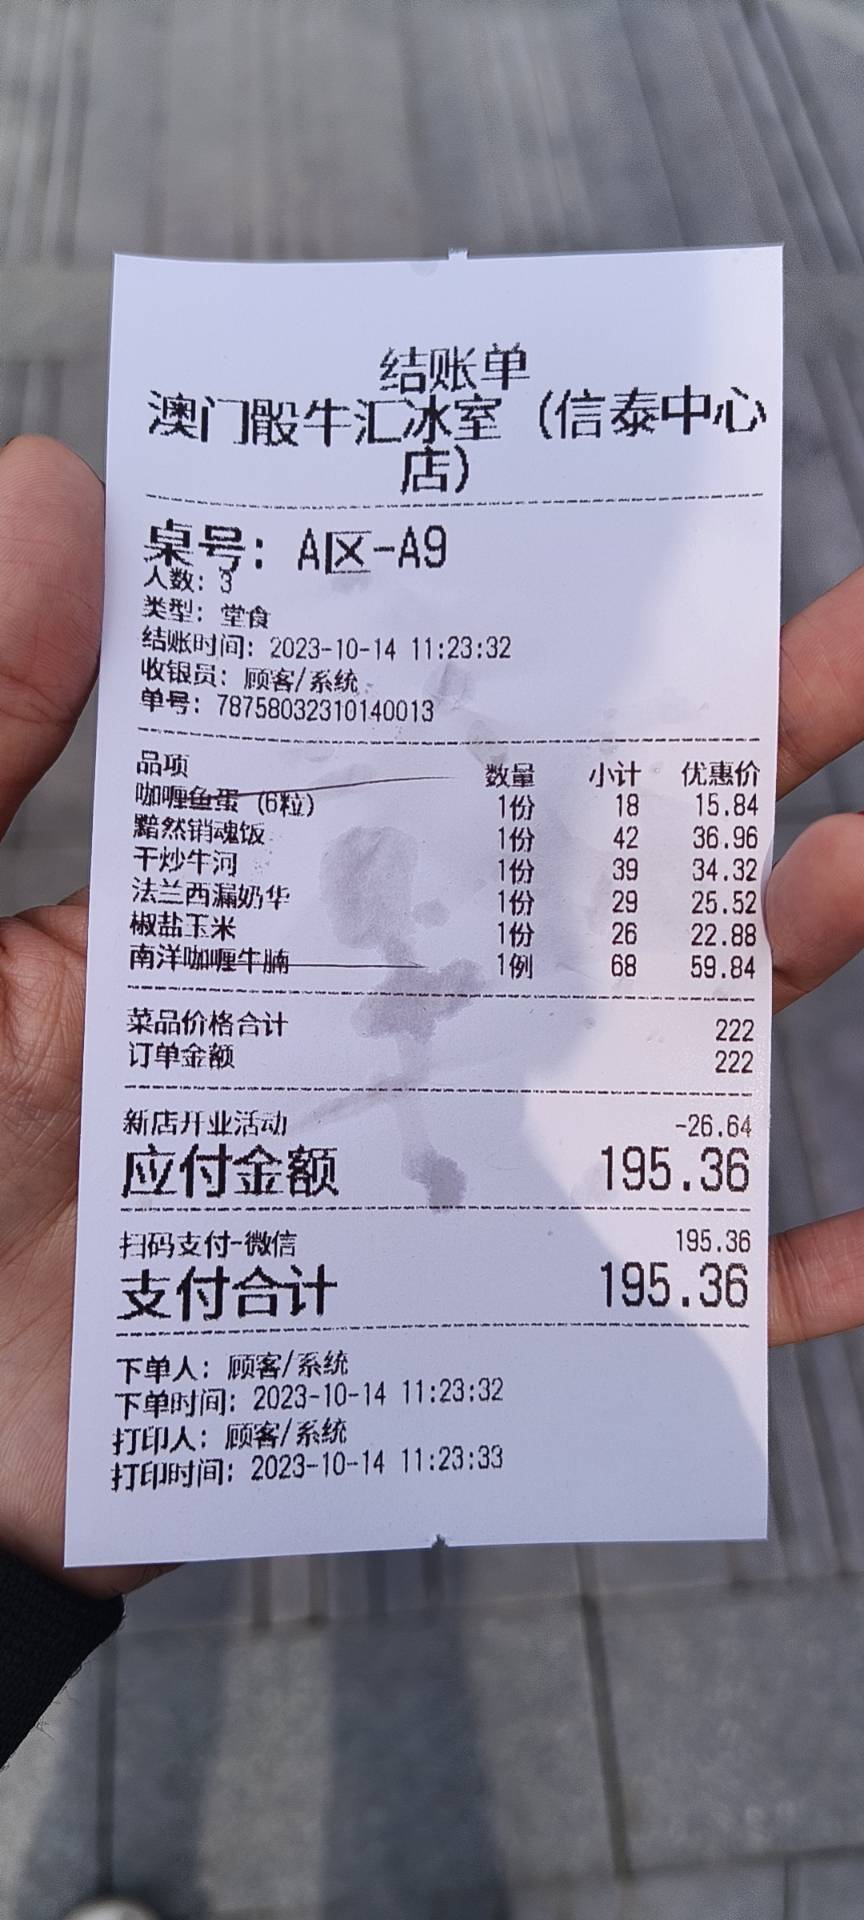 结账单
澳门骰牛汇冰室（信泰中心
店）
桌号：A区-A9
人数：3
类型：堂食
结账时间：2023-10-14 11:23:32
收银员：顾客/系统
单号：78758032310140013
品项 数量 小计 优惠价
咖喱鱼蛋（6粒） 1份 18 15.84
黯然销魂饭 1份 42 36.96
干炒牛河 1份 39 34.32
法兰西漏奶华 1份 29 25.52
椒盐玉米 1份 26 22.88
南洋咖喱牛腩 1例 68 59.84
菜品价格合计 222
订单金额 222
新店开业活动 -26.64
应付金额 195.36
扫码支付-微信 195.36
支付合计 195.36
下单人：顾客/系统
下单时间：2023-10-14 11:23:32
打印人：顾客/系统
打印时间：2023-10-14 11:23:33